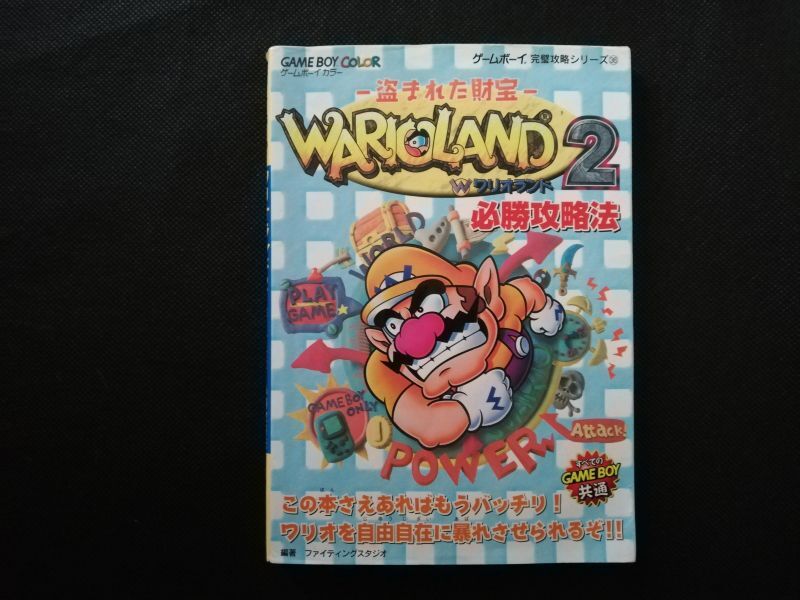 GAME BOY COLOR
ゲームボーイ カラー
ゲームボーイ 完璧攻略シリーズ
－盗まれた財宝－
WARIO LAND 2
W ワリオランド
必勝攻略法
WORLD
PLAY
GAME
GAME BOY
ONLY
POWER
Attack
すべての
GAME BOY
共通
この本さえあればもうバッチリ！
ワリオを自由自在に暴れさせられるぞ!!
編著 ファイティングスタジオ